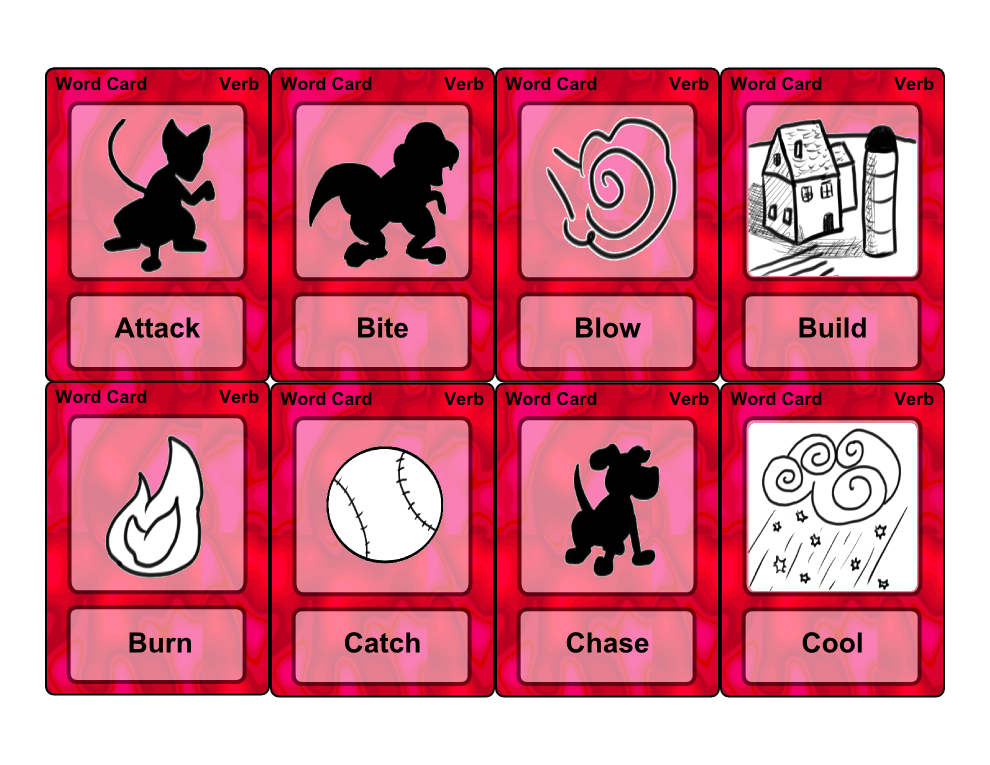 Word Card Verb
Word Card Verb
Word Card Verb
Word Card Verb
Attack
Bite
Blow
Build
Word Card Verb
Word Card Verb
Word Card Verb
Word Card Verb
Burn
Catch
Chase
Cool